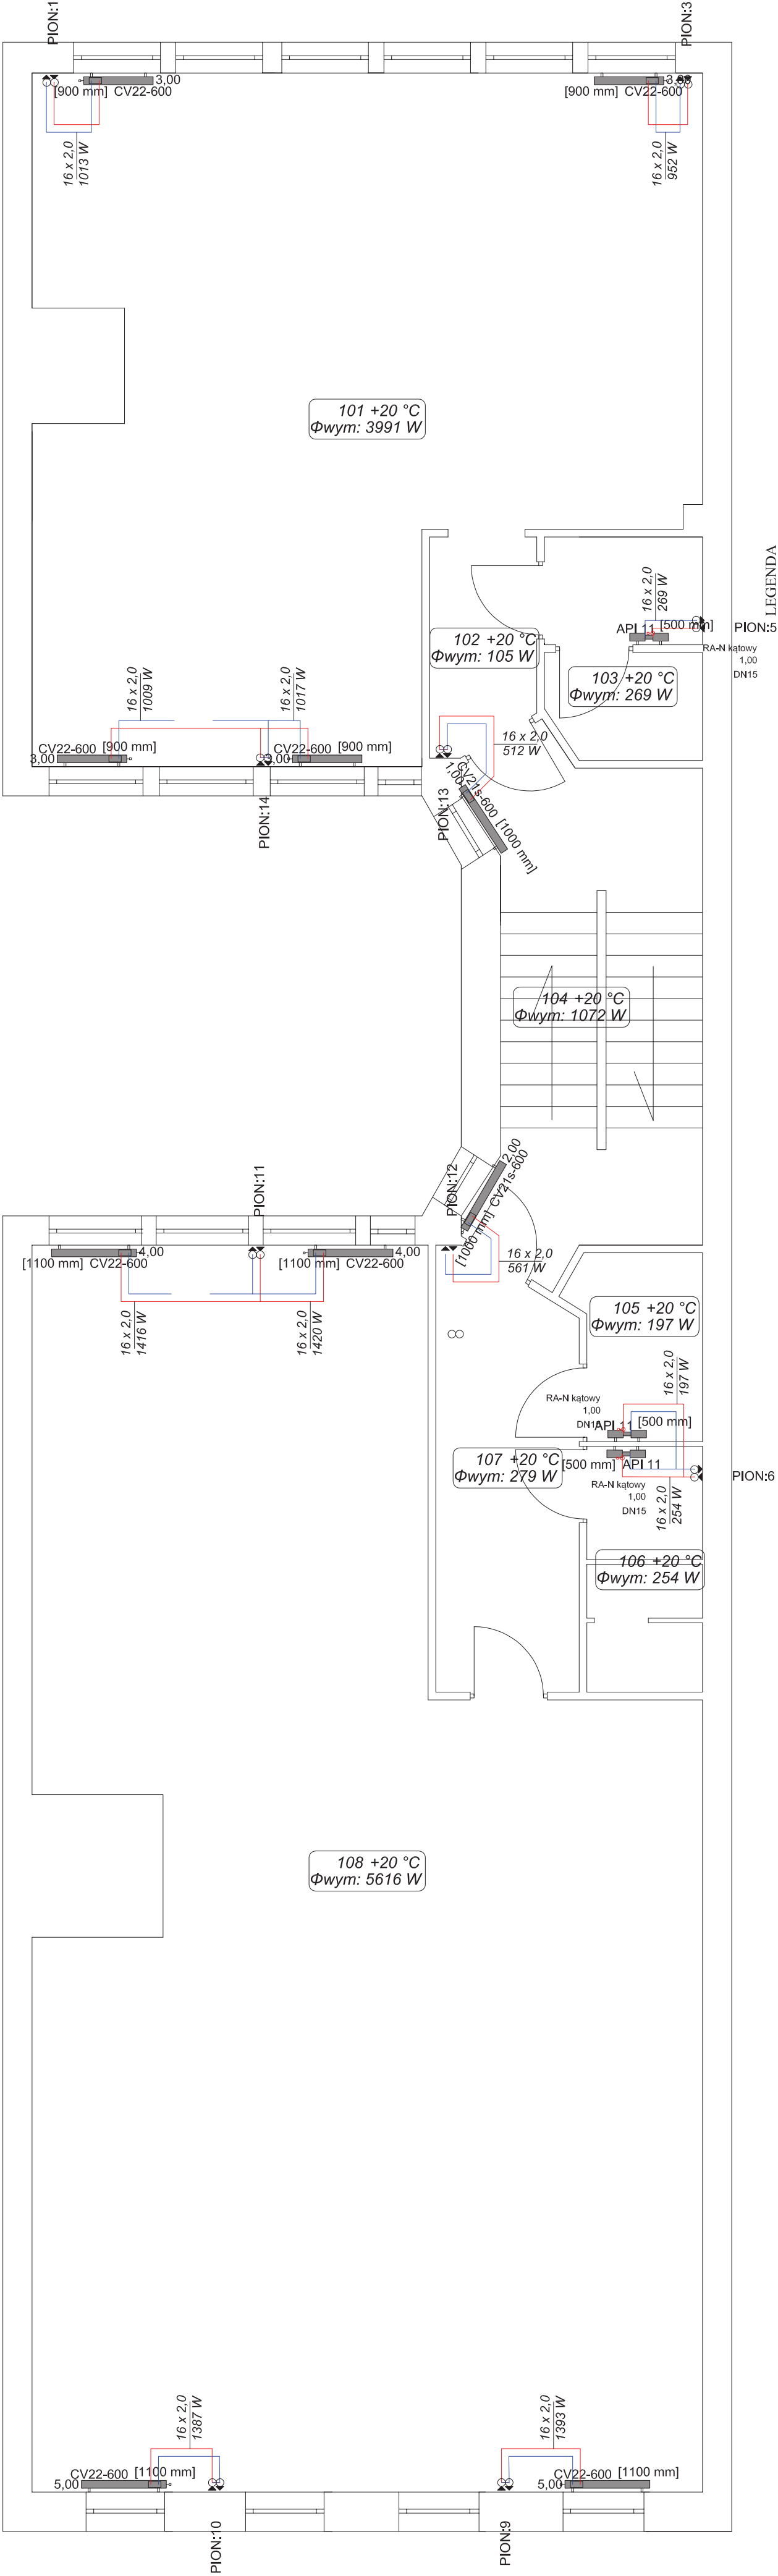 PION:1
PION:3
3,00
[900 mm] CV22-600
[900 mm] CV22-600
16 x 2,0
1013 W
16 x 2,0
952 W
101 +20 °C
Φwym: 3991 W
LEGENDA
16 x 2,0
269 W
API 11 [500 mm]
PION:5
RA-N kątowy
1,00
DN15
102 +20 °C
Φwym: 105 W
103 +20 °C
Φwym: 269 W
16 x 2,0
1009 W
16 x 2,0
1017 W
16 x 2,0
512 W
CV22-600 [900 mm]
3,00
CV22-600 [900 mm]
3,00
PION:14
PION:13
1,00
CV21s-600 [1000 mm]
104 +20 °C
Φwym: 1072 W
PION:11
PION:12
2,00
[1000 mm] CV21s-600
4,00
[1100 mm] CV22-600
4,00
[1100 mm] CV22-600
16 x 2,0
561 W
16 x 2,0
1416 W
16 x 2,0
1420 W
105 +20 °C
Φwym: 197 W
16 x 2,0
197 W
RA-N kątowy
1,00
DN15
API 11 [500 mm]
107 +20 °C
Φwym: 279 W
[500 mm] API 11
PION:6
RA-N kątowy
1,00
DN15
16 x 2,0
254 W
106 +20 °C
Φwym: 254 W
108 +20 °C
Φwym: 5616 W
16 x 2,0
1387 W
16 x 2,0
1393 W
CV22-600 [1100 mm]
5,00
CV22-600 [1100 mm]
5,00
PION:10
PION:9